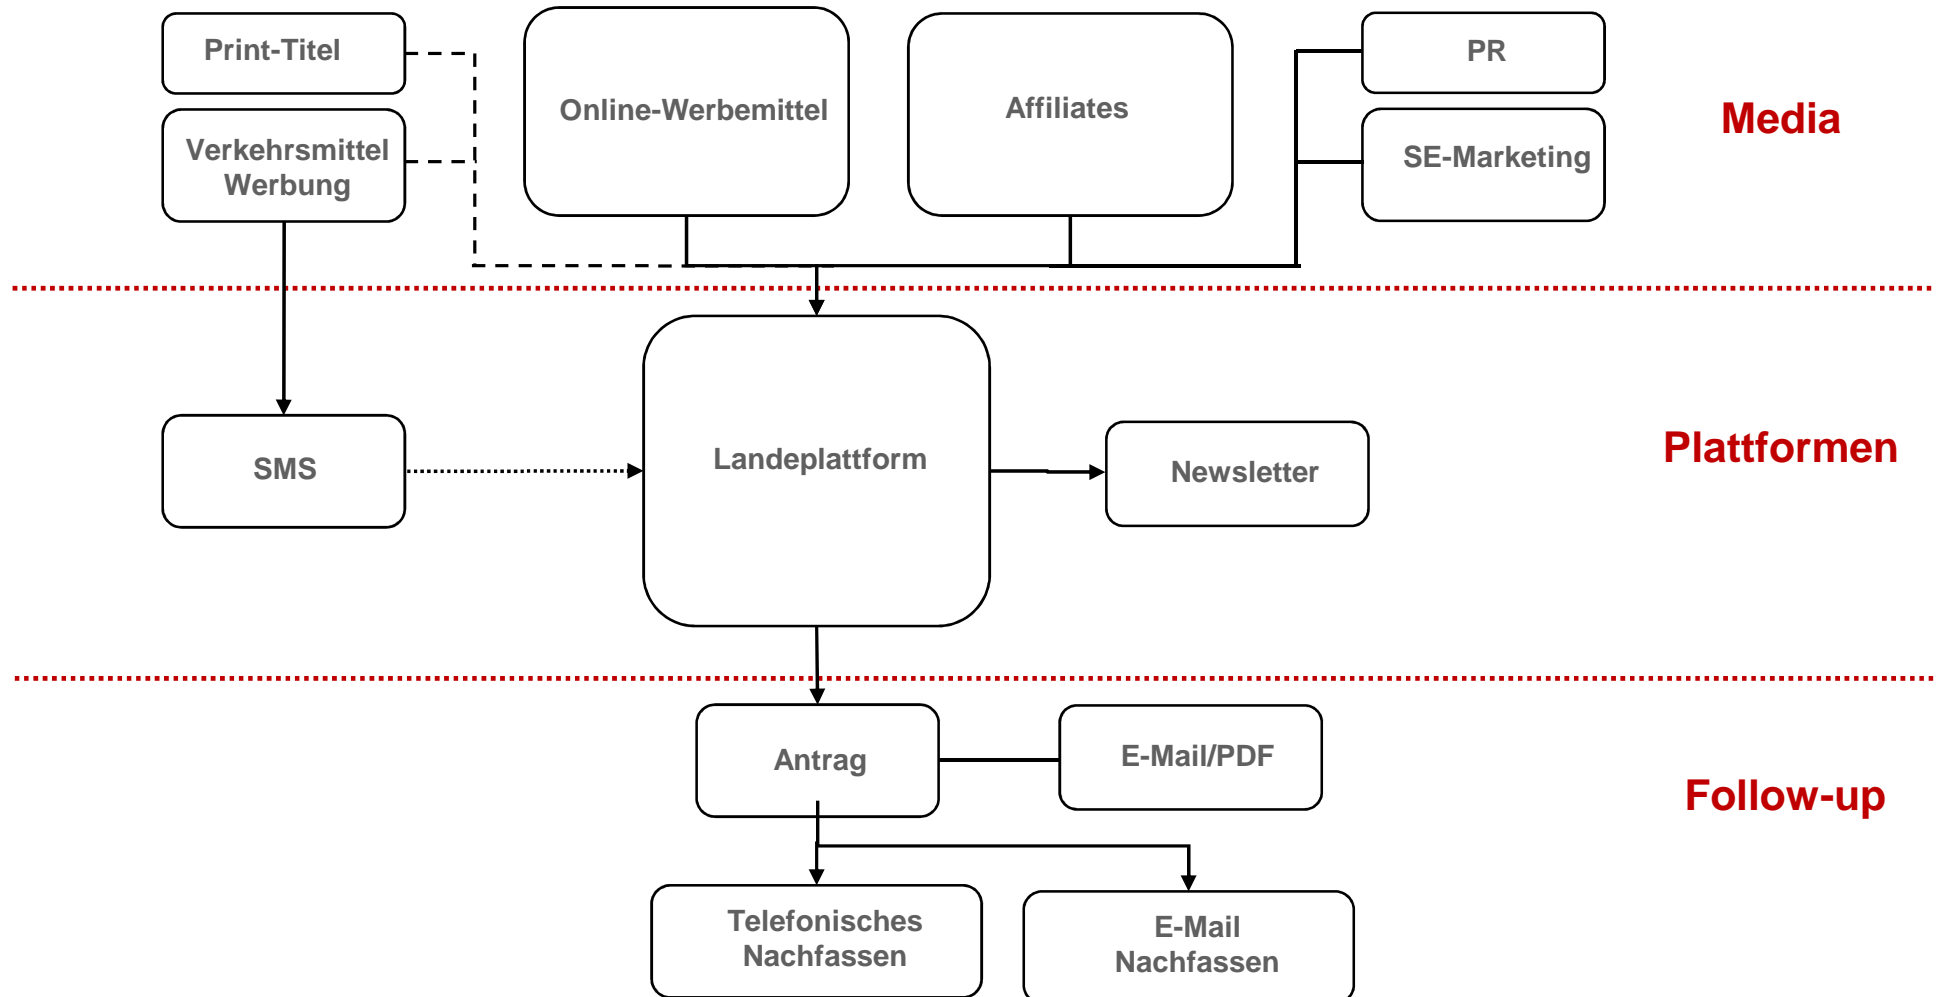 Print-Titel
Online-Werbemittel
Affiliates
PR
Media
Verkehrsmittel
Werbung
SE-Marketing
SMS
Landeplattform
Newsletter
Plattformen
Antrag
E-Mail/PDF
Follow-up
Telefonisches
Nachfassen
E-Mail
Nachfassen